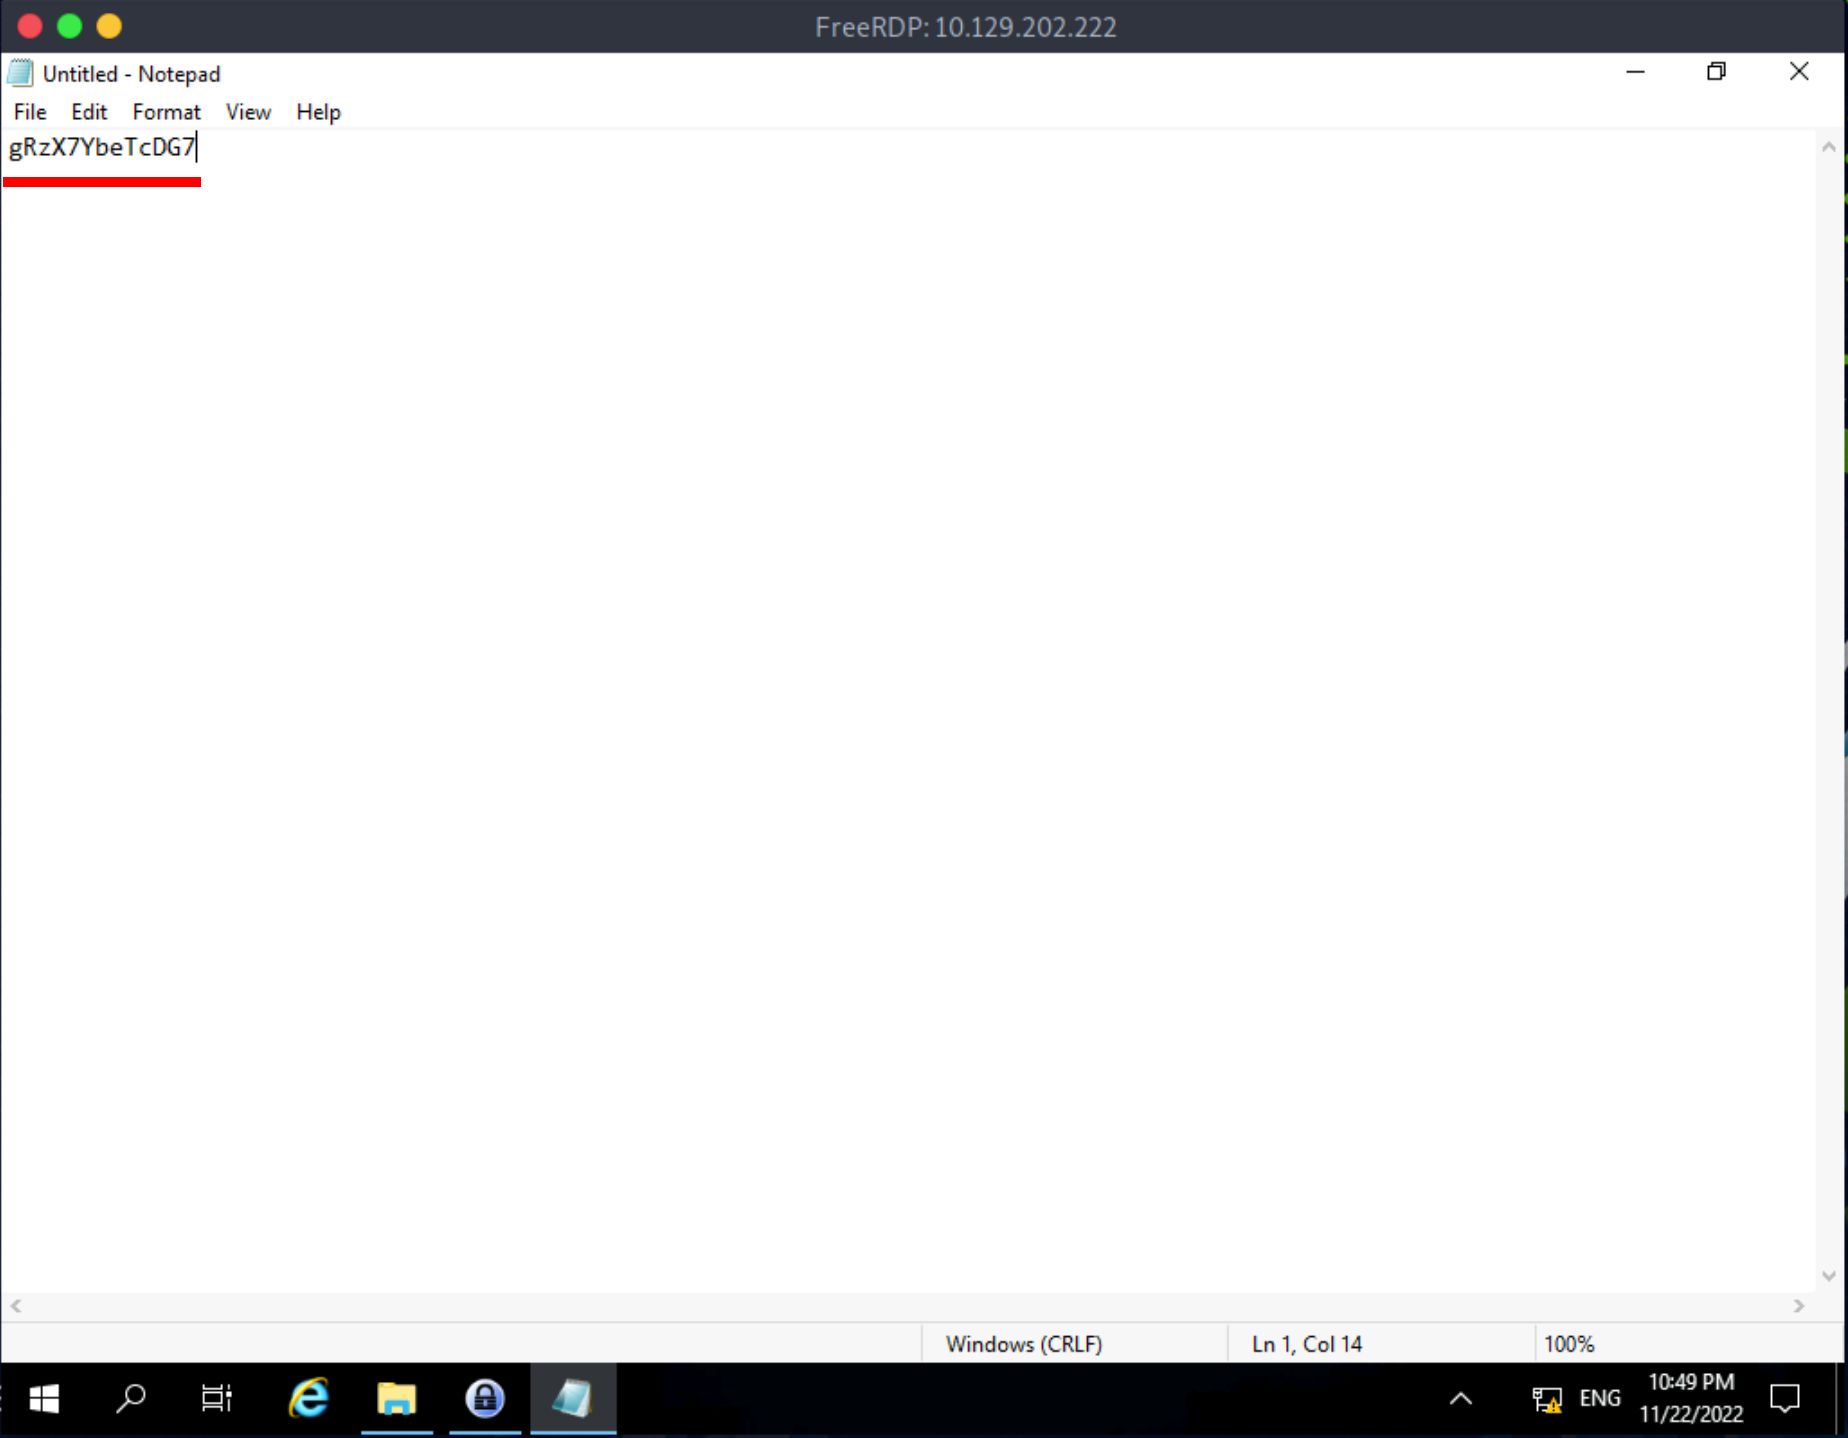 FreeRDP: 10.129.202.222
Untitled - Notepad
File Edit Format View Help
gRzX7YbeTcDG7
Windows (CRLF) Ln 1, Col 14 100%
ENG 10:49 PM
11/22/2022